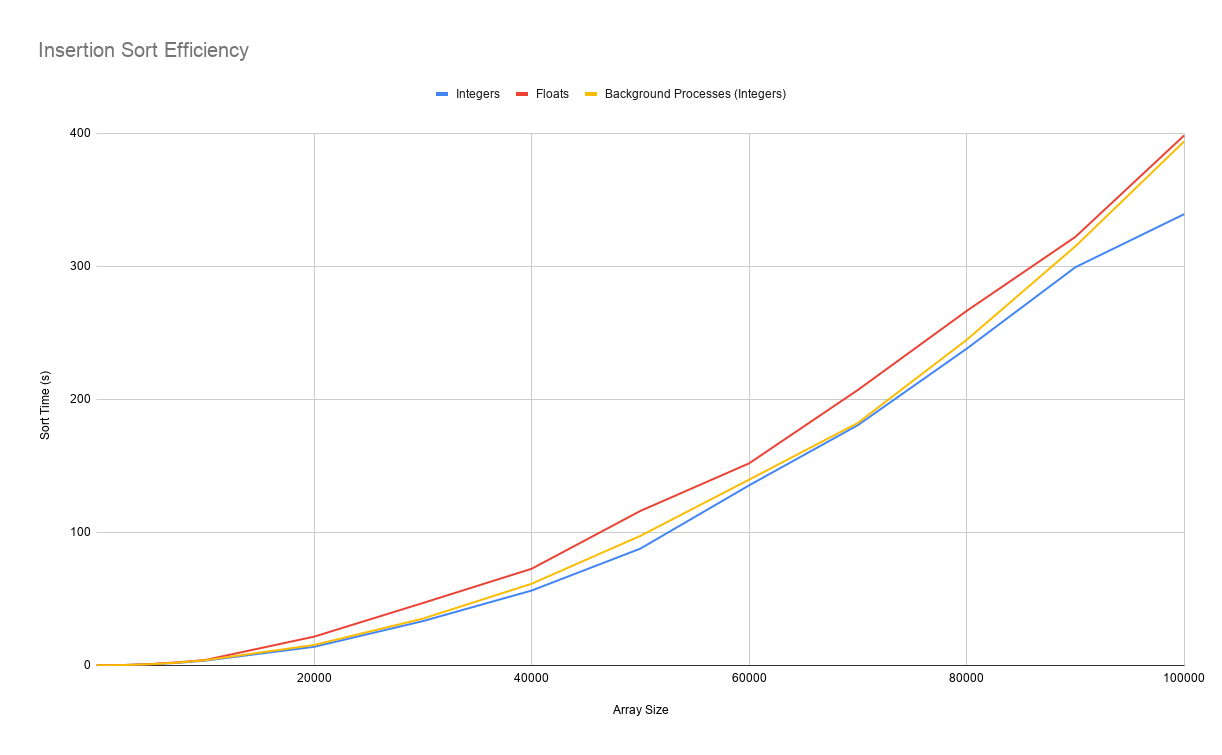 Insertion Sort Efficiency
Integers Floats Background Processes (Integers)
400
300
200
100
0
Sort Time (s)
20000 40000 60000 80000 100000
Array Size